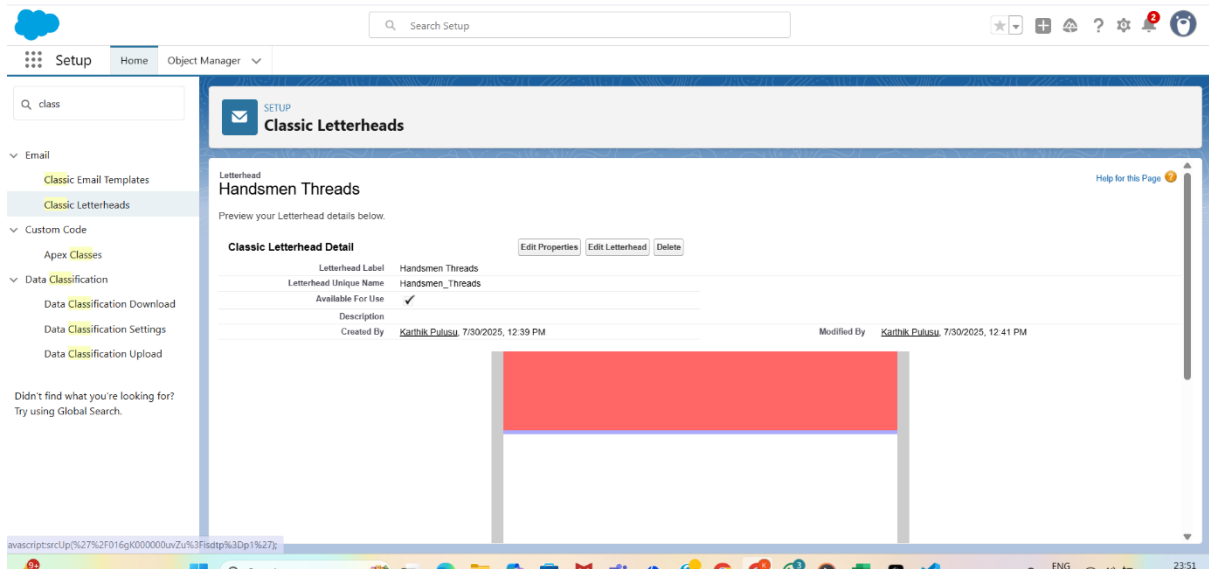 Search Setup
2
Setup
Home
Object Manager
class
Email
Classic Email Templates
Classic Letterheads
Custom Code
Apex Classes
Data Classification
Data Classification Download
Data Classification Settings
Data Classification Upload
Didn't find what you're looking for?
Try using Global Search.
SETUP
Classic Letterheads
Letterhead
Handsmen Threads
Help for this Page
Preview your Letterhead details below.
Classic Letterhead Detail
Edit Properties Edit Letterhead Delete
Letterhead Label Handsmen Threads
Letterhead Unique Name Handsmen_Threads
Available For Use
Description
Created By Karthik Pulusu, 7/30/2025, 12:39 PM Modified By Karthik Pulusu, 7/30/2025, 12:41 PM
avascript:srcUp(%27%2F016gK000000uvZu%3Fisdtp%3Dp1%27);
9+
ENG
23:51